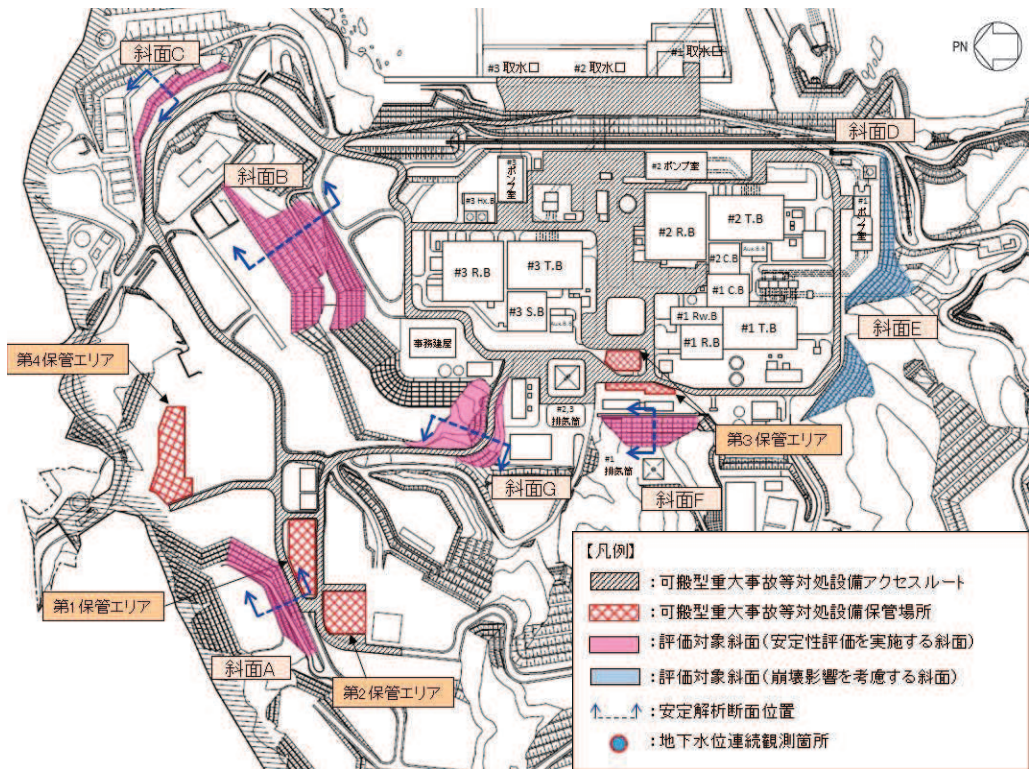 斜面C
PN
#3 取水口
#2 取水口
#1 取水口
斜面D
斜面B
#3 ポンプ室
#2 ポンプ室
#1 ポンプ室
#3 Hx.B
#2 R.B
#2 T.B
Aux.B.B
#2 C.B
#3 R.B
#3 T.B
#1 C.B
#3 S.B
Aux.B.B
#1 Rw.B
#1 T.B
#1 R.B
斜面E
事務建屋
第4保管エリア
#2,3
排気筒
第3保管エリア
#1
排気筒
斜面G
斜面F
第1保管エリア
斜面A
第2保管エリア
【凡例】
:可搬型重大事故等対処設備アクセスルート
:可搬型重大事故等対処設備保管場所
:評価対象斜面(安定性評価を実施する斜面)
:評価対象斜面(崩壊影響を考慮する斜面)
:安定解析断面位置
:地下水位連続観測箇所